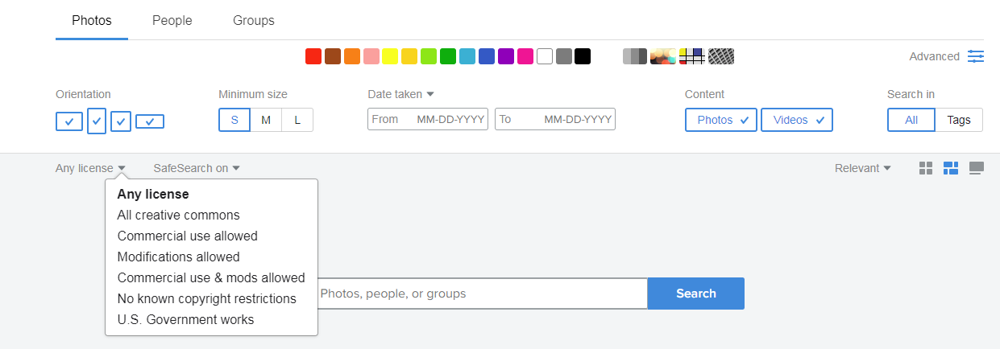 Photos People Groups
Advanced
Orientation Minimum size Date taken Content Search in
S M L From MM-DD-YYYY To MM-DD-YYYY Photos Videos All Tags
Any license SafeSearch on Relevant
Any license
All creative commons
Commercial use allowed
Modifications allowed
Commercial use & mods allowed
No known copyright restrictions
U.S. Government works
Photos, people, or groups Search